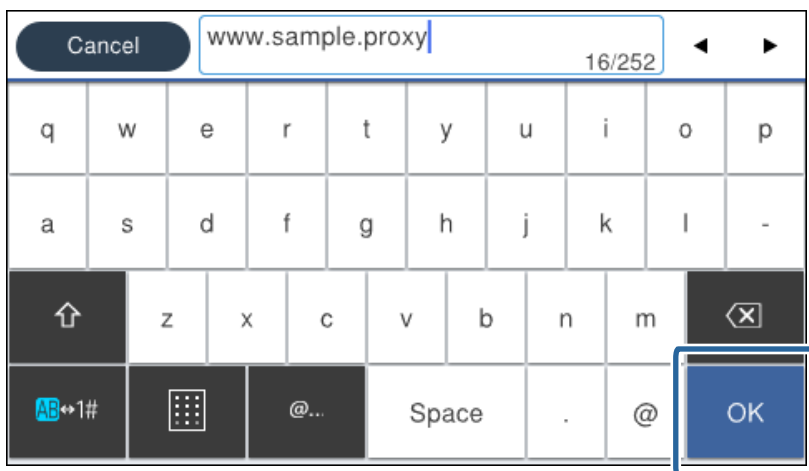 Cancel www.sample.proxy
16/252
q w e r t y u i o p
a s d f g h j k l -
z x c v b n m
AB↔1# @... Space . @ OK